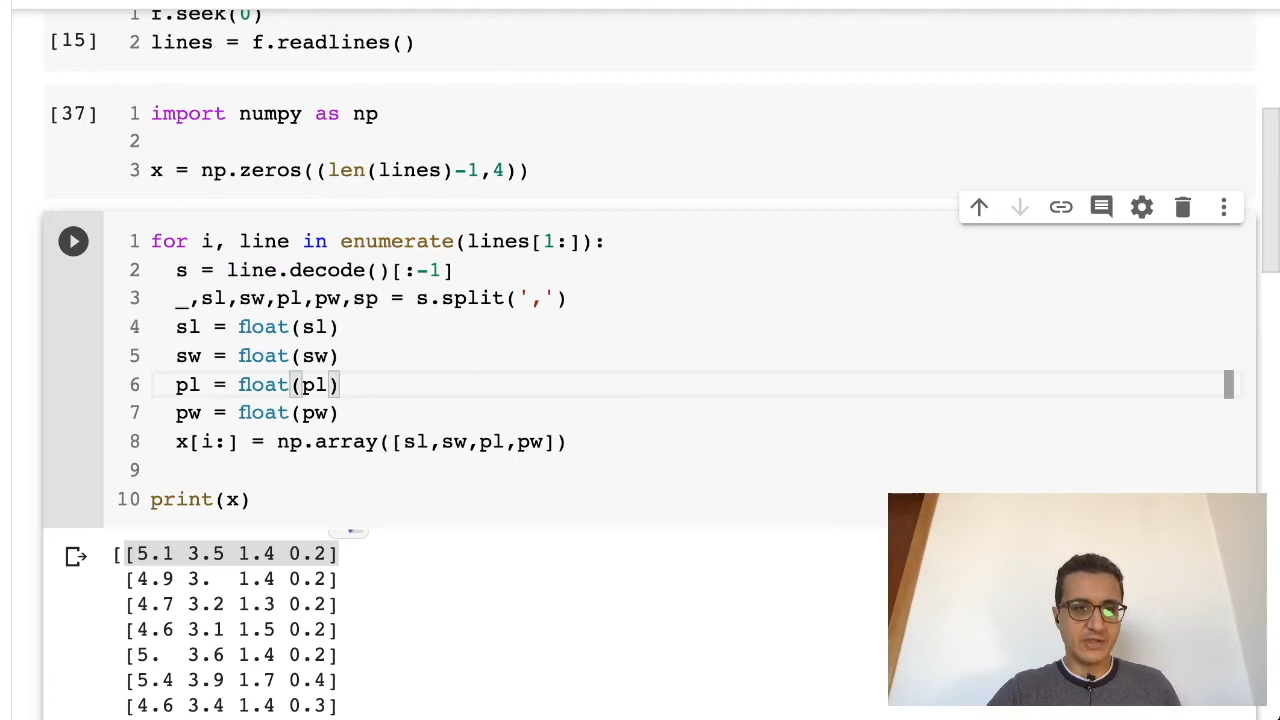 1 f.seek(0)
[15] 2 lines = f.readlines()
[37] 1 import numpy as np
2
3 x = np.zeros((len(lines)-1,4))
1 for i, line in enumerate(lines[1:]):
2 s = line.decode()[:-1]
3 _,sl,sw,pl,pw,sp = s.split(',')
4 sl = float(sl)
5 sw = float(sw)
6 pl = float(pl)
7 pw = float(pw)
8 x[i:] = np.array([sl,sw,pl,pw])
9
10 print(x)
[[5.1 3.5 1.4 0.2]
[4.9 3. 1.4 0.2]
[4.7 3.2 1.3 0.2]
[4.6 3.1 1.5 0.2]
[5. 3.6 1.4 0.2]
[5.4 3.9 1.7 0.4]
[4.6 3.4 1.4 0.3]